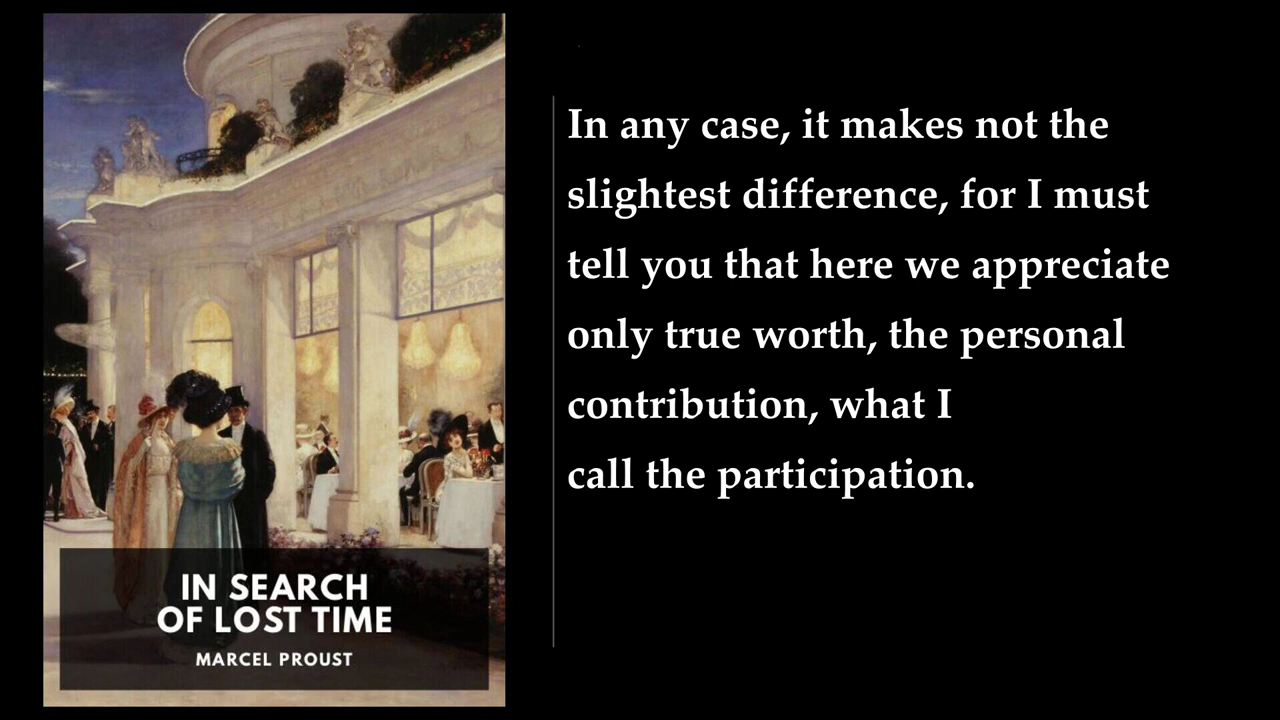 In any case, it makes not the
slightest difference, for I must
tell you that here we appreciate
only true worth, the personal
contribution, what I
call the participation.
IN SEARCH
OF LOST TIME
MARCEL PROUST